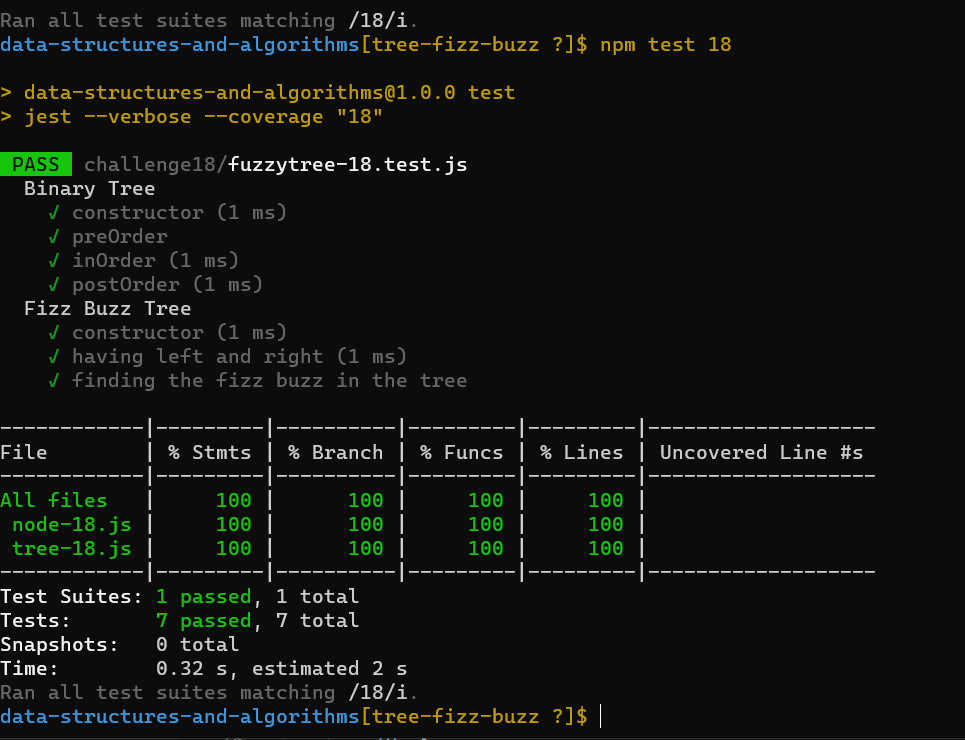 Ran all test suites matching /18/i.
data-structures-and-algorithms[tree-fizz-buzz ?]$ npm test 18
> data-structures-and-algorithms@1.0.0 test
> jest --verbose --coverage "18"
PASS challenge18/fuzzytree-18.test.js
Binary Tree
√ constructor (1 ms)
√ preOrder
√ inOrder (1 ms)
√ postOrder (1 ms)
Fizz Buzz Tree
√ constructor (1 ms)
√ having left and right (1 ms)
√ finding the fizz buzz in the tree
------------|---------|----------|---------|---------|-------------------
File        | % Stmts | % Branch | % Funcs | % Lines | Uncovered Line #s
------------|---------|----------|---------|---------|-------------------
All files   |     100 |      100 |     100 |     100 |
 node-18.js |     100 |      100 |     100 |     100 |
 tree-18.js |     100 |      100 |     100 |     100 |
------------|---------|----------|---------|---------|-------------------
Test Suites: 1 passed, 1 total
Tests:       7 passed, 7 total
Snapshots:   0 total
Time:        0.32 s, estimated 2 s
Ran all test suites matching /18/i.
data-structures-and-algorithms[tree-fizz-buzz ?]$